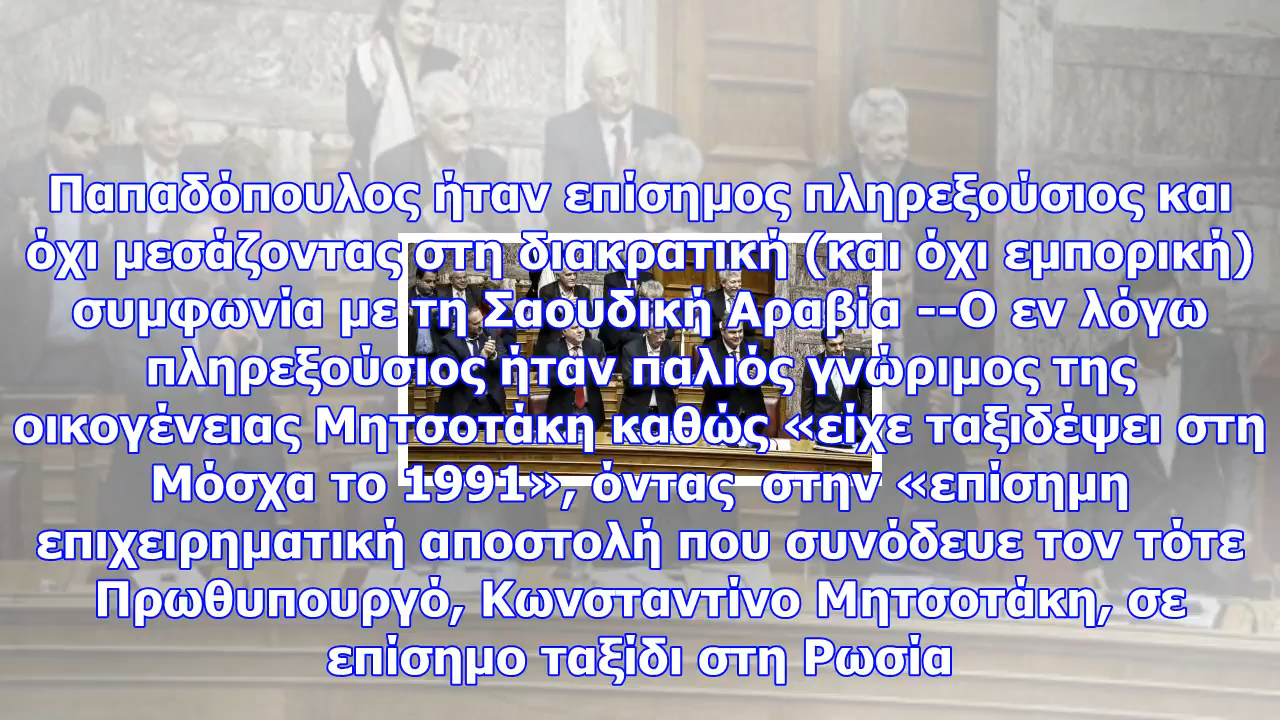 Παπαδόπουλος ήταν επίσημος πληρεξούσιος και
όχι μεσάζοντας στη διακρατική (και όχι εμπορική)
συμφωνία με τη Σαουδική Αραβία --Ο εν λόγω
πληρεξούσιος ήταν παλιός γνώριμος της
οικογένειας Μητσοτάκη καθώς «είχε ταξιδέψει στη
Μόσχα το 1991», όντας  στην «επίσημη
επιχειρηματική αποστολή που συνόδευε τον τότε
Πρωθυπουργό, Κωνσταντίνο Μητσοτάκη, σε
επίσημο ταξίδι στη Ρωσία